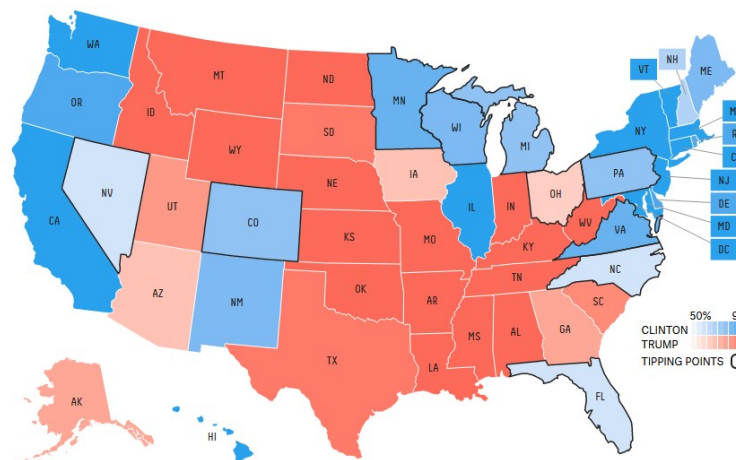 WA
MT
ND
MN
VT
NH
ME
OR
ID
SD
WI
MI
NY
M
R
C
WY
IA
PA
NJ
NV
UT
NE
IL
IN
OH
DE
MD
DC
CA
CO
KS
MO
KY
WV
VA
AZ
NM
OK
AR
TN
NC
SC
TX
LA
MS
AL
GA
FL
AK
HI
50% 9
CLINTON
TRUMP
TIPPING POINTS